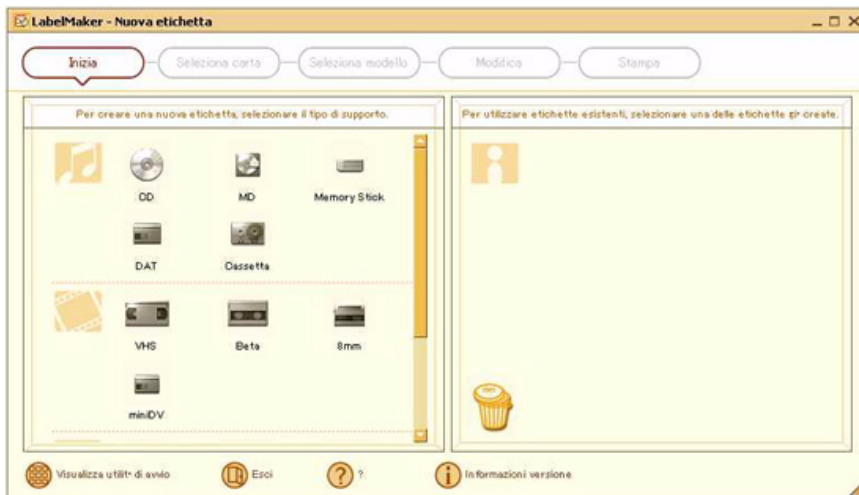 LabelMaker - Nuova etichetta
Inizia
Seleziona carta
Seleziona modello
Modifica
Stampa
Per creare una nuova etichetta, selezionare il tipo di supporto.
Per utilizzare etichette esistenti, selezionare una delle etichette gi‡ create.
CD
MD
Memory Stick
DAT
Cassetta
VHS
Beta
8mm
miniDV
Visualizza utilit‡ di avvio
Esci
?
Informazioni versione